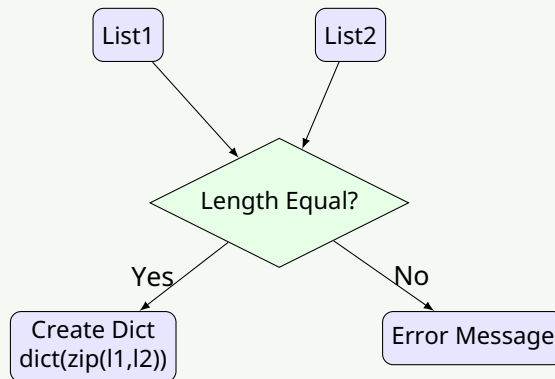 List1
List2
Length Equal?
Yes
No
Create Dict
dict(zip(l1,l2))
Error Message